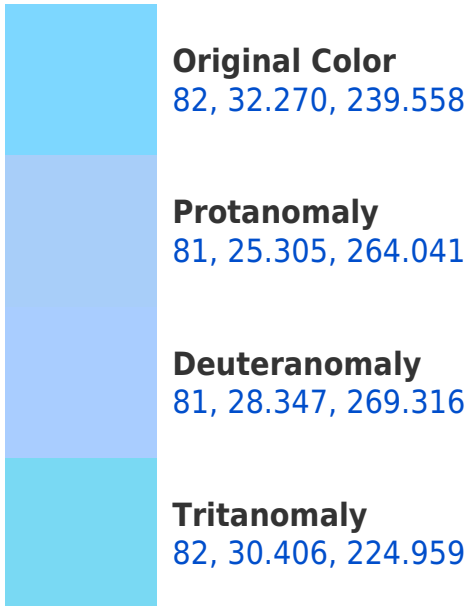 Original Color
82, 32.270, 239.558
Protanomaly
81, 25.305, 264.041
Deuteranomaly
81, 28.347, 269.316
Tritanomaly
82, 30.406, 224.959